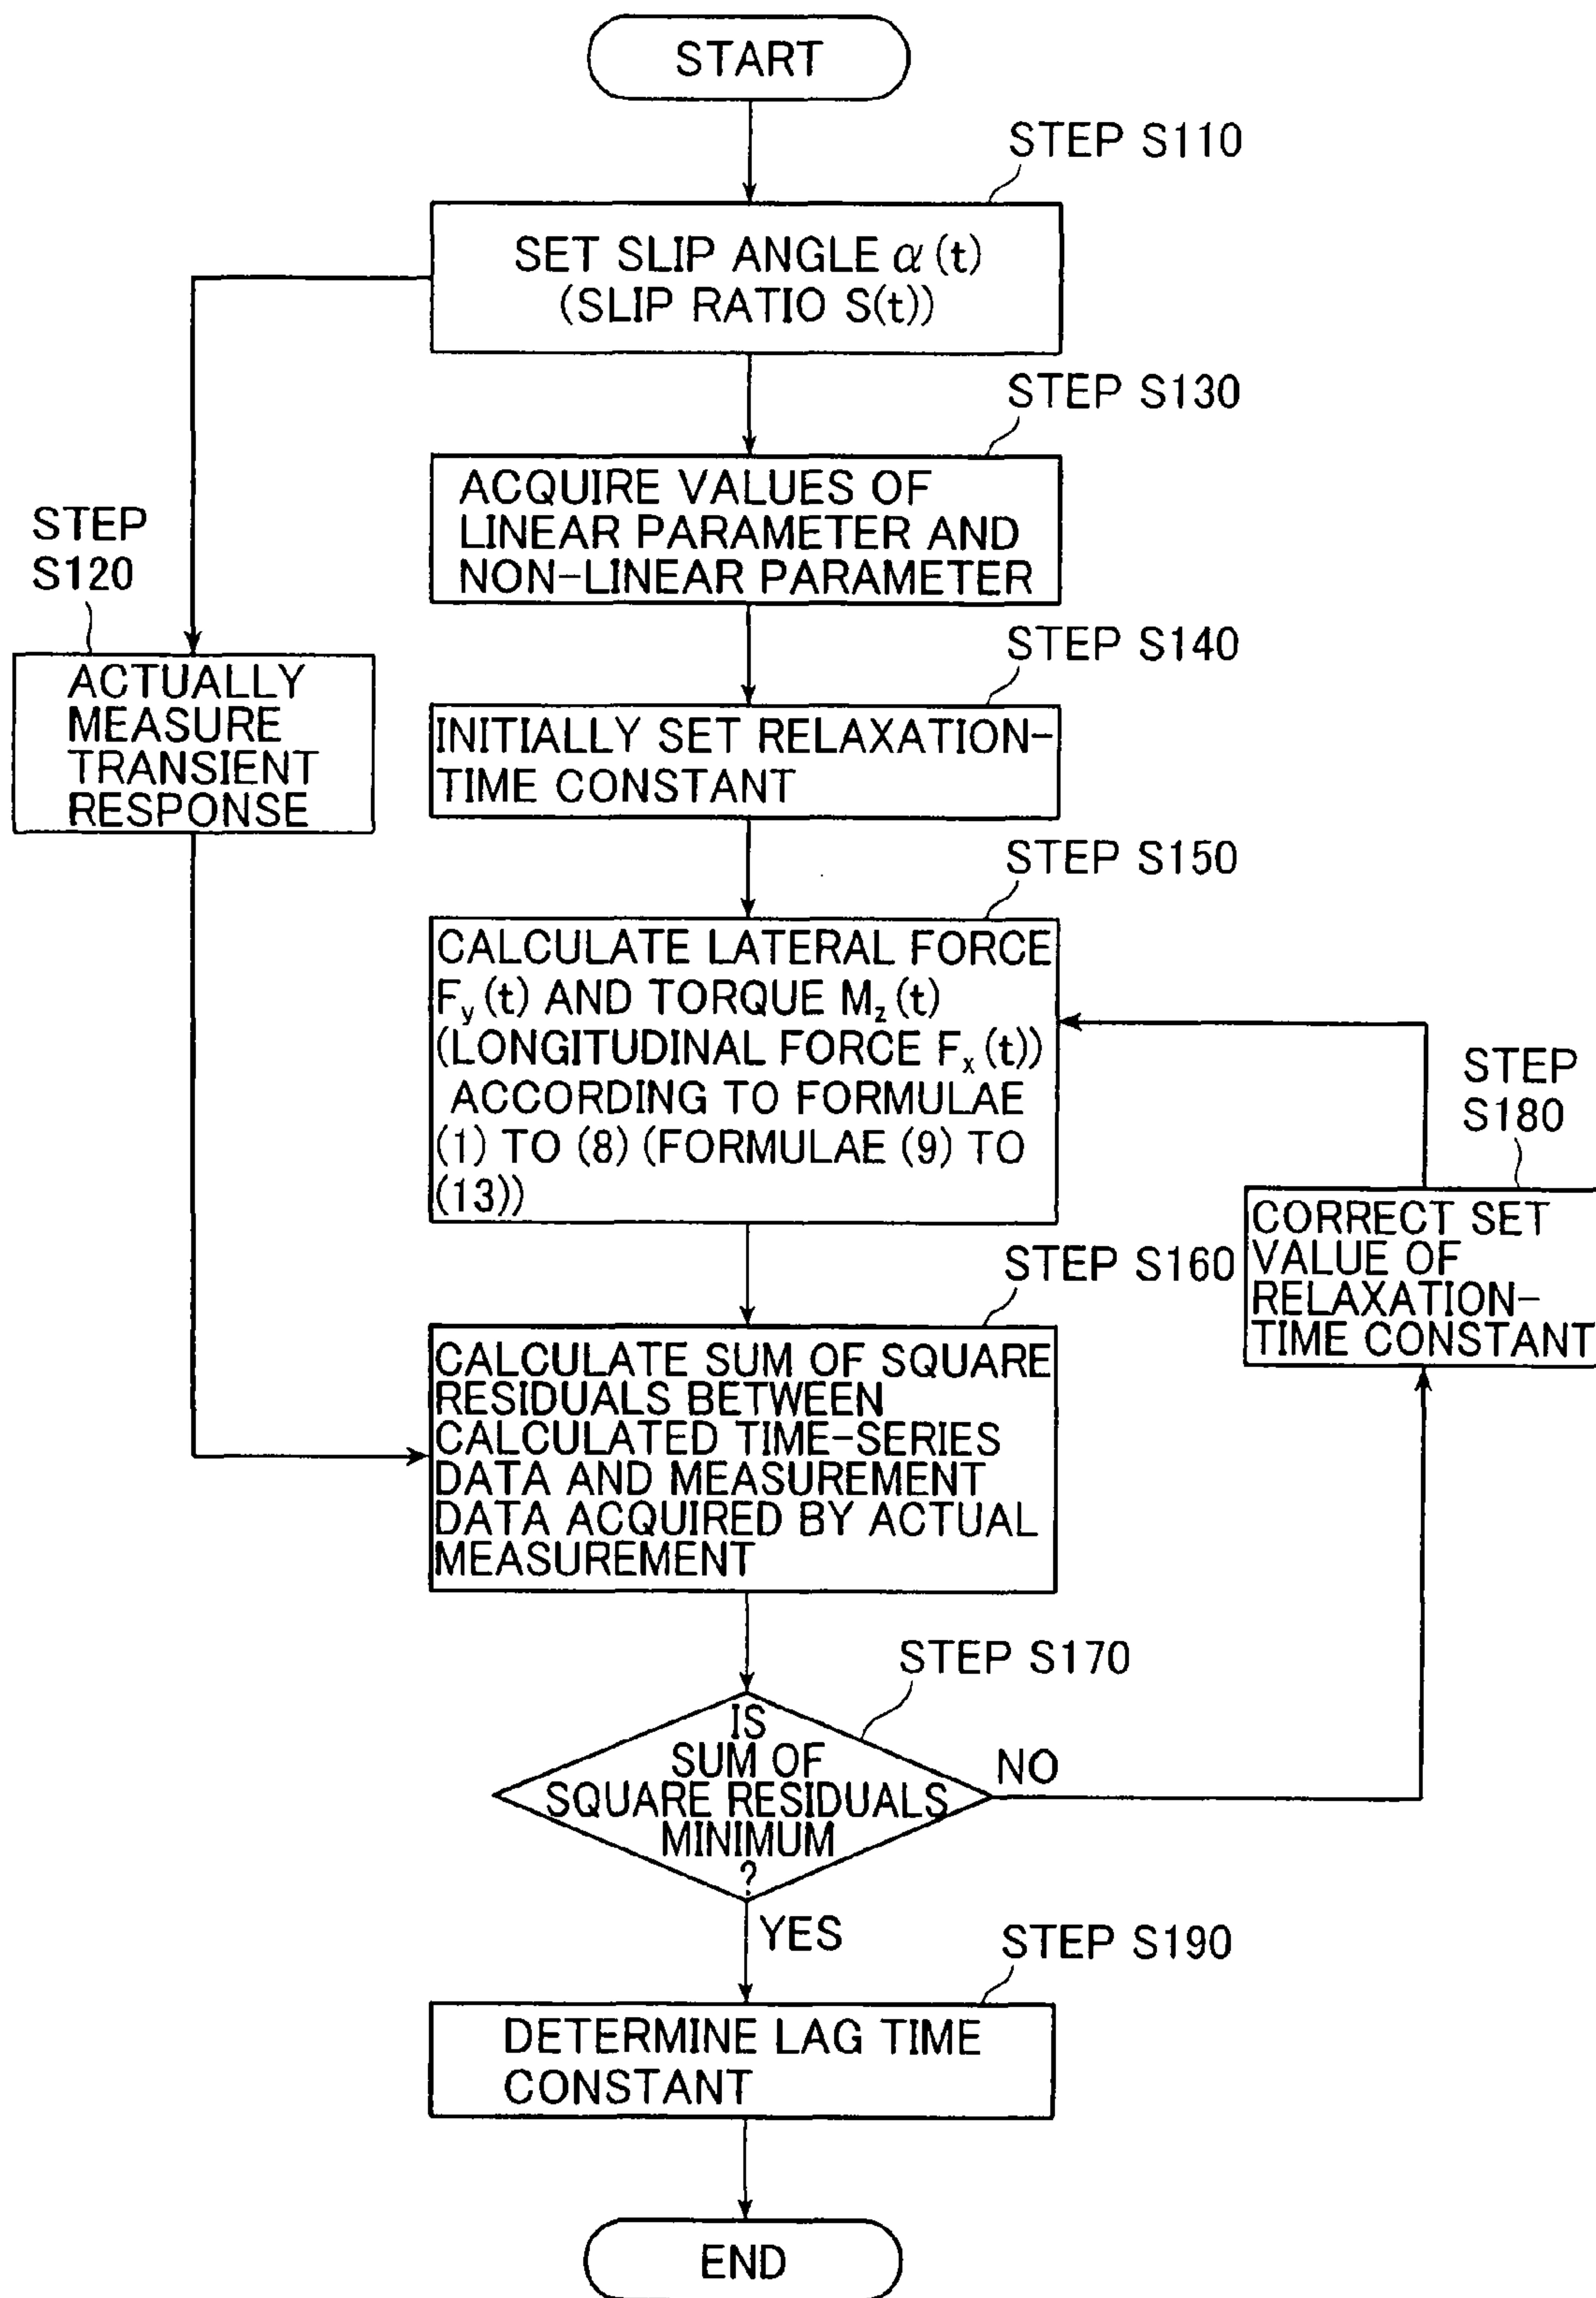 START
STEP S110
SET SLIP ANGLE α(t)
(SLIP RATIO S(t))
STEP S130
ACQUIRE VALUES OF
LINEAR PARAMETER AND
NON-LINEAR PARAMETER
STEP
S120
ACTUALLY
MEASURE
TRANSIENT
RESPONSE
STEP S140
INITIALLY SET RELAXATION-
TIME CONSTANT
STEP S150
CALCULATE LATERAL FORCE
Fy(t) AND TORQUE Mz(t)
(LONGITUDINAL FORCE Fx(t))
ACCORDING TO FORMULAE
(1) TO (8) (FORMULAE (9) TO
(13))
STEP
S180
CORRECT SET
VALUE OF
RELAXATION-
TIME CONSTANT
STEP S160
CALCULATE SUM OF SQUARE
RESIDUALS BETWEEN
CALCULATED TIME-SERIES
DATA AND MEASUREMENT
DATA ACQUIRED BY ACTUAL
MEASUREMENT
STEP S170
IS
SUM OF
SQUARE RESIDUALS
MINIMUM
?
NO
YES
STEP S190
DETERMINE LAG TIME
CONSTANT
END